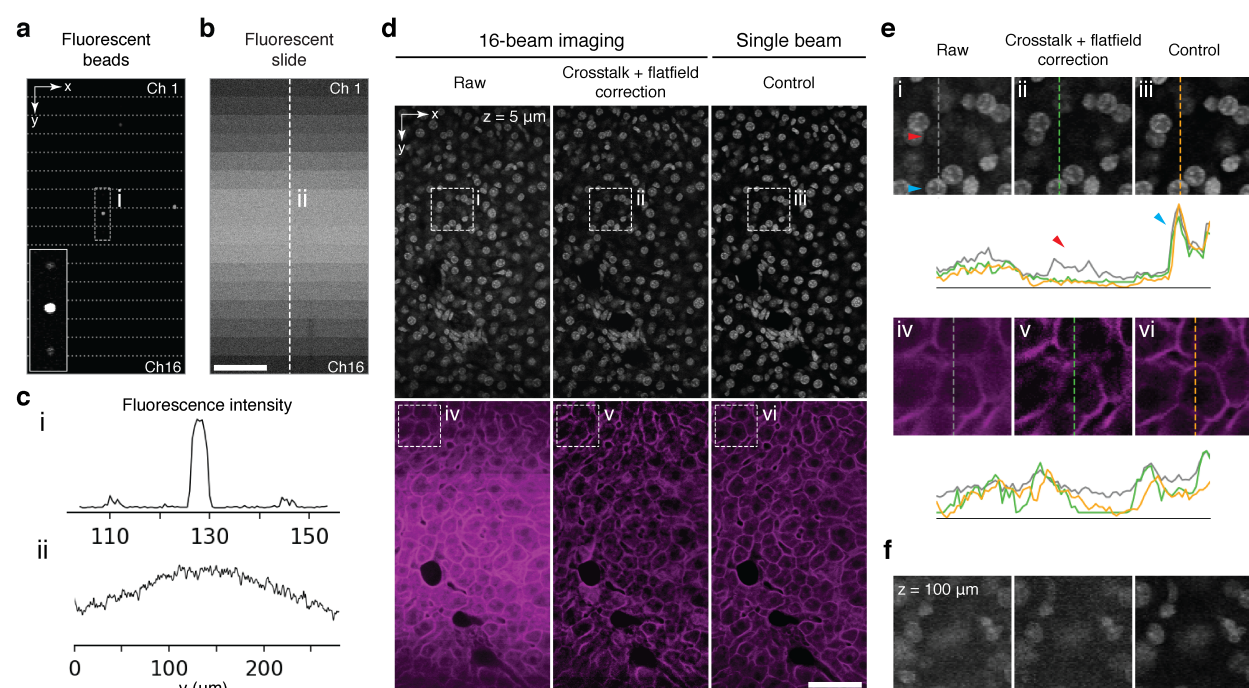 a
Fluorescent
beads
x
y
Ch 1
i
Ch16
b
Fluorescent
slide
Ch 1
ii
Ch16
c
Fluorescence intensity
i
110 130 150
ii
0 100 200
y (µm)
d
16-beam imaging
Single beam
Raw
Crosstalk + flatfield
correction
Control
x
y
z = 5 µm
i
ii
iii
iv
v
vi
e
Raw
Crosstalk + flatfield
correction
Control
i
ii
iii
iv
v
vi
f
z = 100 µm